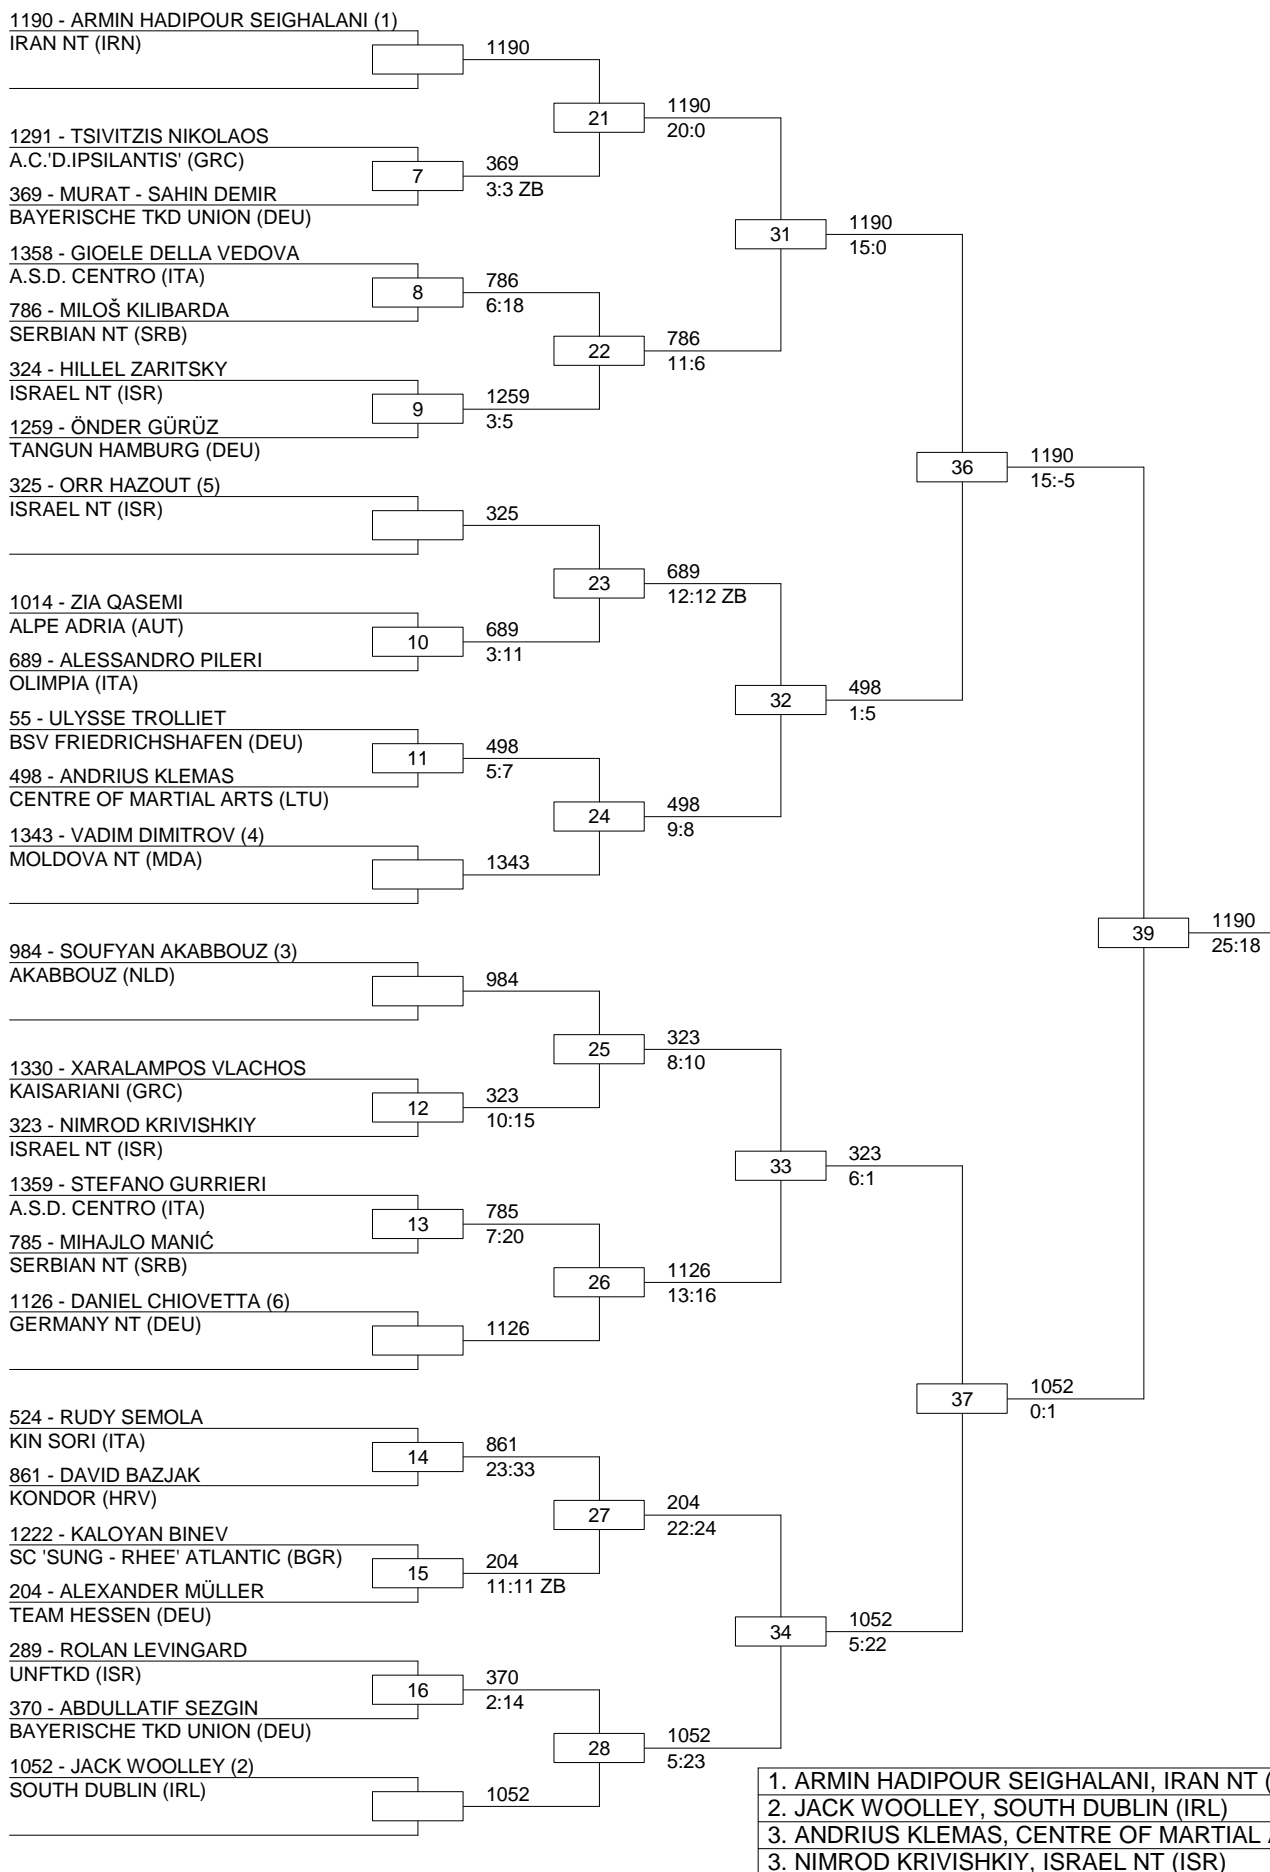 1190 - ARMIN HADIPOUR SEIGHALANI (1)
IRAN NT (IRN)
1190
21
1190
20:0
1291 - TSIVITZIS NIKOLAOS
A.C.'D.IPSILANTIS' (GRC)
7
369
3:3 ZB
369 - MURAT - SAHIN DEMIR
BAYERISCHE TKD UNION (DEU)
31
1190
15:0
1358 - GIOELE DELLA VEDOVA
A.S.D. CENTRO (ITA)
8
786
6:18
786 - MILOŠ KILIBARDA
SERBIAN NT (SRB)
22
786
11:6
324 - HILLEL ZARITSKY
ISRAEL NT (ISR)
9
1259
3:5
1259 - ÖNDER GÜRÜZ
TANGUN HAMBURG (DEU)
36
1190
15:-5
325 - ORR HAZOUT (5)
ISRAEL NT (ISR)
325
23
689
12:12 ZB
1014 - ZIA QASEMI
ALPE ADRIA (AUT)
10
689
3:11
689 - ALESSANDRO PILERI
OLIMPIA (ITA)
32
498
1:5
55 - ULYSSE TROLLIET
BSV FRIEDRICHSHAFEN (DEU)
11
498
5:7
498 - ANDRIUS KLEMAS
CENTRE OF MARTIAL ARTS (LTU)
24
498
9:8
1343 - VADIM DIMITROV (4)
MOLDOVA NT (MDA)
1343
39
1190
25:18
984 - SOUFYAN AKABBOUZ (3)
AKABBOUZ (NLD)
984
25
323
8:10
1330 - XARALAMPOS VLACHOS
KAISARIANI (GRC)
12
323
10:15
323 - NIMROD KRIVISHKIY
ISRAEL NT (ISR)
33
323
6:1
1359 - STEFANO GURRIERI
A.S.D. CENTRO (ITA)
13
785
7:20
785 - MIHAJLO MANIĆ
SERBIAN NT (SRB)
26
1126
13:16
1126 - DANIEL CHIOVETTA (6)
GERMANY NT (DEU)
1126
37
1052
0:1
524 - RUDY SEMOLA
KIN SORI (ITA)
14
861
23:33
861 - DAVID BAZJAK
KONDOR (HRV)
27
204
22:24
1222 - KALOYAN BINEV
SC 'SUNG - RHEE' ATLANTIC (BGR)
15
204
11:11 ZB
204 - ALEXANDER MÜLLER
TEAM HESSEN (DEU)
34
1052
5:22
289 - ROLAN LEVINGARD
UNFTKD (ISR)
16
370
2:14
370 - ABDULLATIF SEZGIN
BAYERISCHE TKD UNION (DEU)
28
1052
5:23
1052 - JACK WOOLLEY (2)
SOUTH DUBLIN (IRL)
1052
1. ARMIN HADIPOUR SEIGHALANI, IRAN NT (
2. JACK WOOLLEY, SOUTH DUBLIN (IRL)
3. ANDRIUS KLEMAS, CENTRE OF MARTIAL
3. NIMROD KRIVISHKIY, ISRAEL NT (ISR)